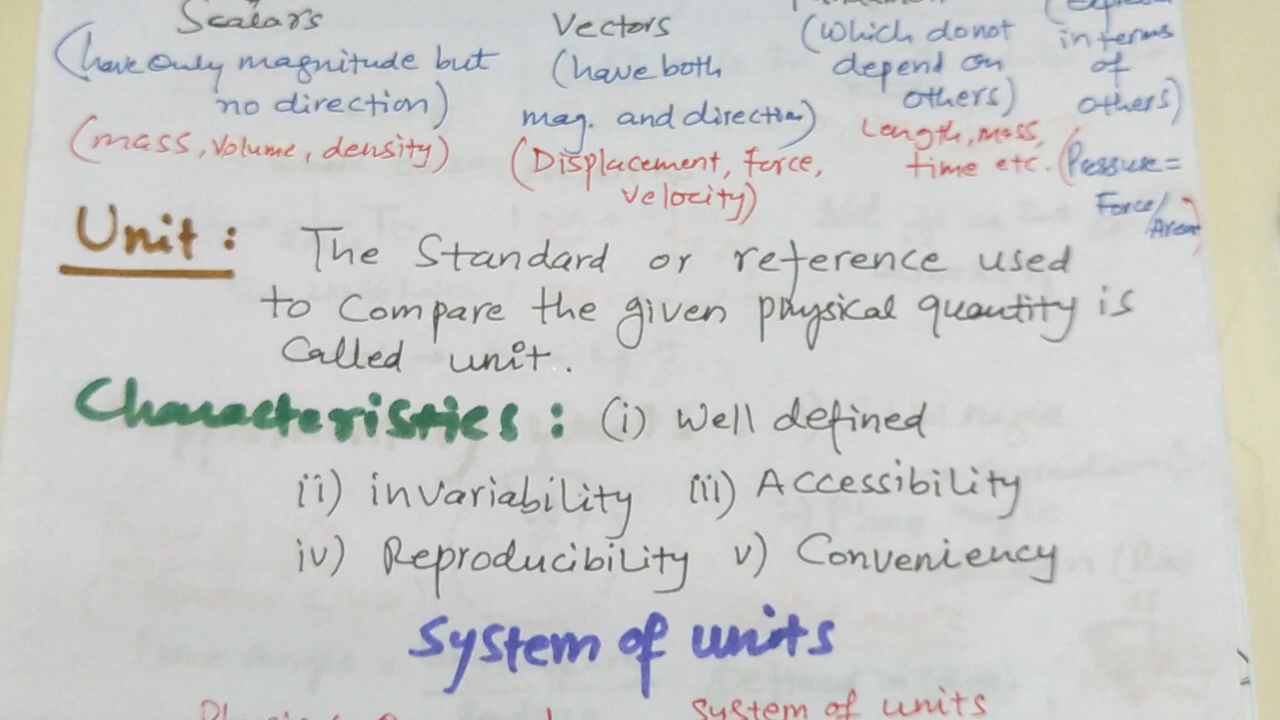 Scalars
(have only magnitude but
no direction)
(mass, volume, density)
Vectors
(have both
mag. and direction)
(Displacement, force,
velocity)
(which do not
depend on
others)
Length, mass,
time etc.
in terms
of
others)
(Pressure =
Force/
Area)
Unit : The Standard or reference used
to Compare the given physical quantity is
Called unit.
Characteristics : (i) Well defined
ii) invariability iii) Accessibility
iv) Reproducibility v) Conveniency
System of units
System of units